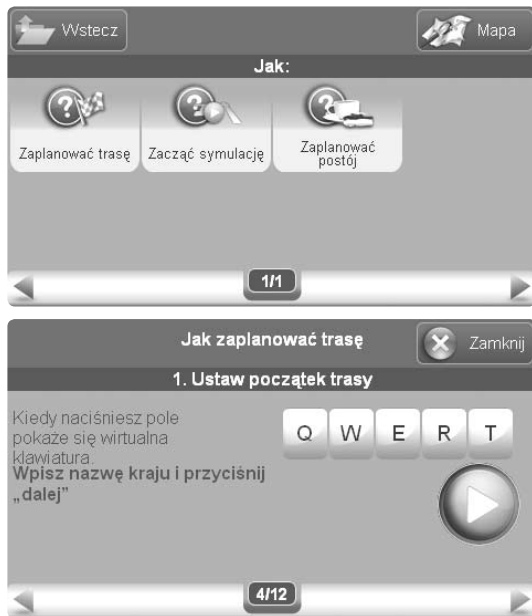 Wstecz
Mapa
Jak:
Zaplanować trasę
Zacząć symulację
Zaplanować
postój
1/1
Jak zaplanować trasę
Zamknij
1. Ustaw początek trasy
Kiedy naciśniesz pole
pokaże się wirtualna
klawiatura.
Wpisz nazwę kraju i przyciśnij
„dalej”
Q W E R T
4/12